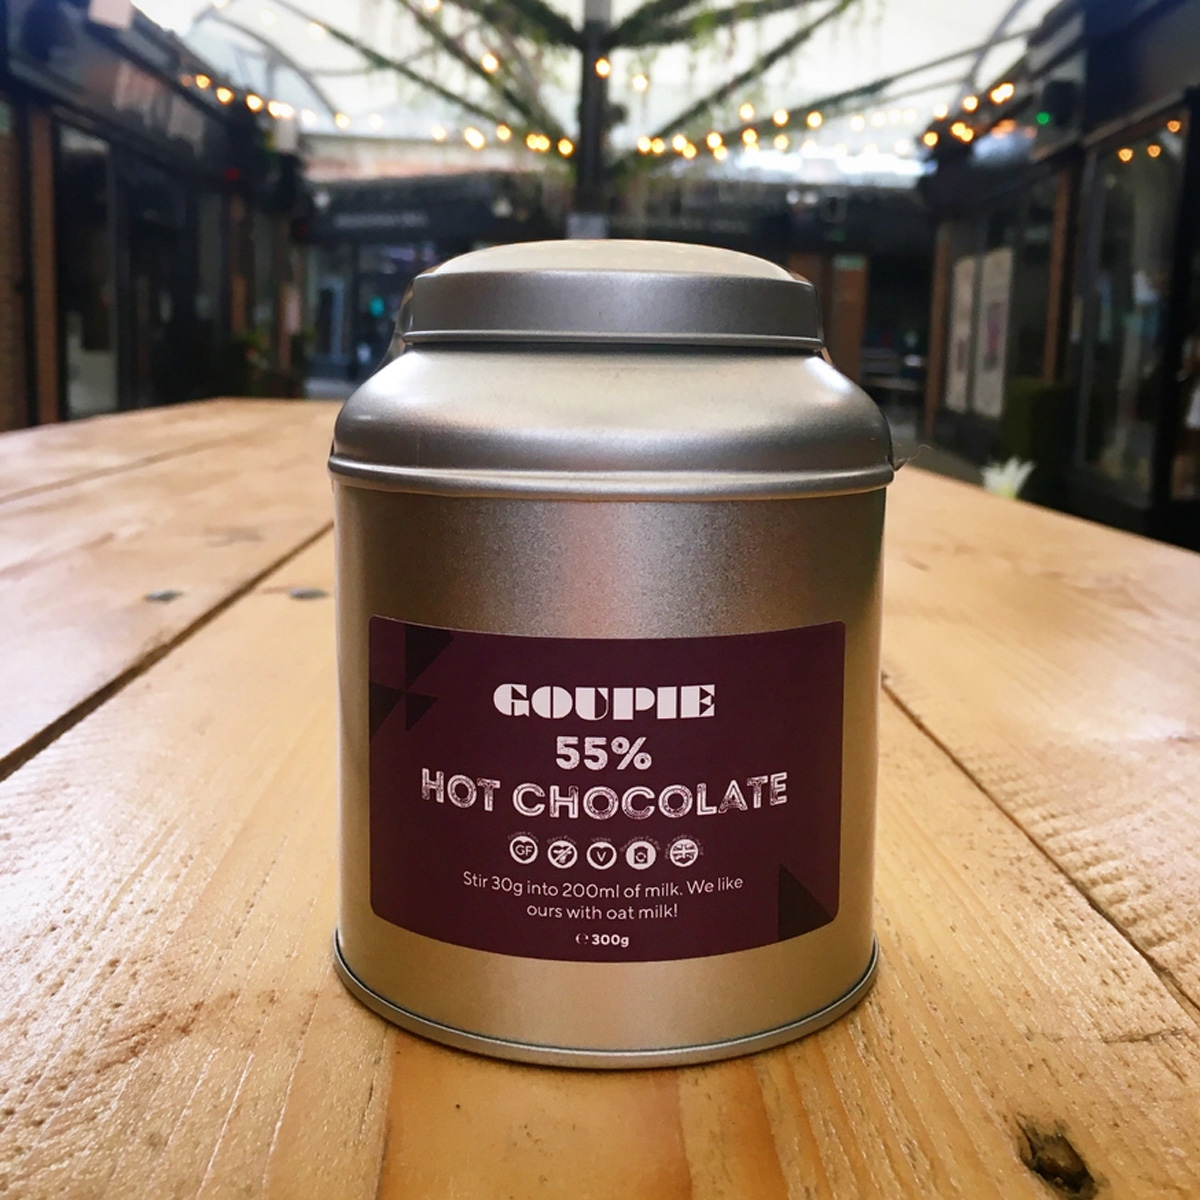 GOUPIE
55%
HOT CHOCOLATE
GF V
Stir 30g into 200ml of milk. We like
ours with oat milk!
℮ 300g